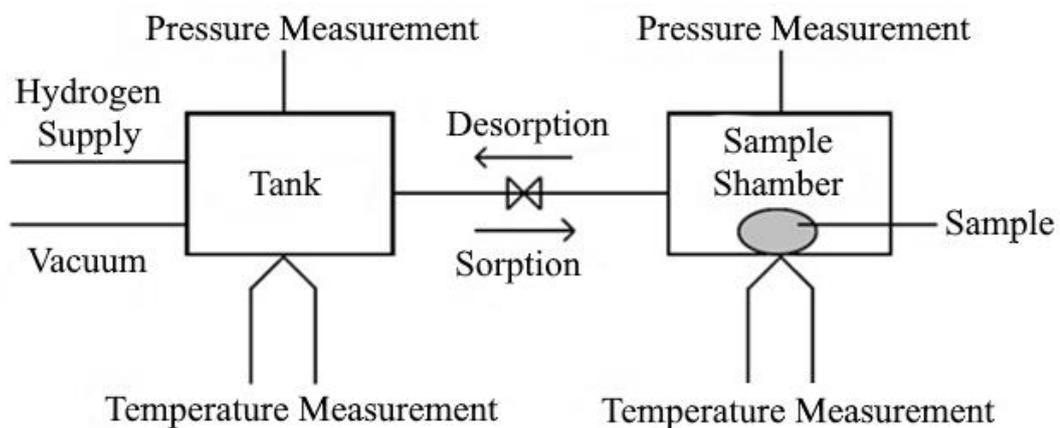 Pressure Measurement
Pressure Measurement
Hydrogen
Supply
Desorption
Sample
Shamber
Tank
Sample
Vacuum
Sorption
Temperature Measurement
Temperature Measurement